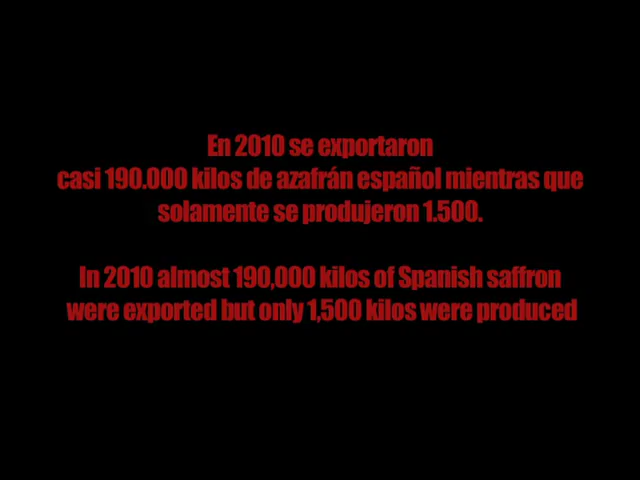 En 2010 se exportaron
casi 190.000 kilos de azafrán español mientras que
solamente se produjeron 1.500.
In 2010 almost 190,000 kilos of Spanish saffron
were exported but only 1,500 kilos were produced